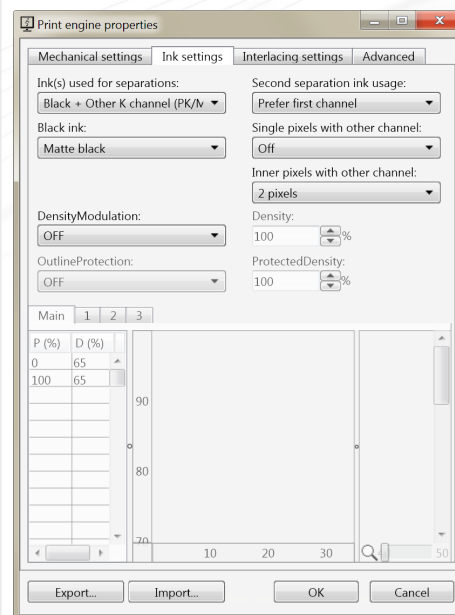 Print engine properties
Mechanical settings Ink settings Interlacing settings Advanced
Ink(s) used for separations: Second separation ink usage:
Black + Other K channel (PK/M Prefer first channel
Black ink: Single pixels with other channel:
Matte black Off
Inner pixels with other channel:
2 pixels
DensityModulation: Density:
OFF 100 %
OutlineProtection: ProtectedDensity:
OFF 100 %
Main 1 2 3
P (%) D (%)
0 65
100 65
90
80
70
10 20 30 50
Export... Import... OK Cancel